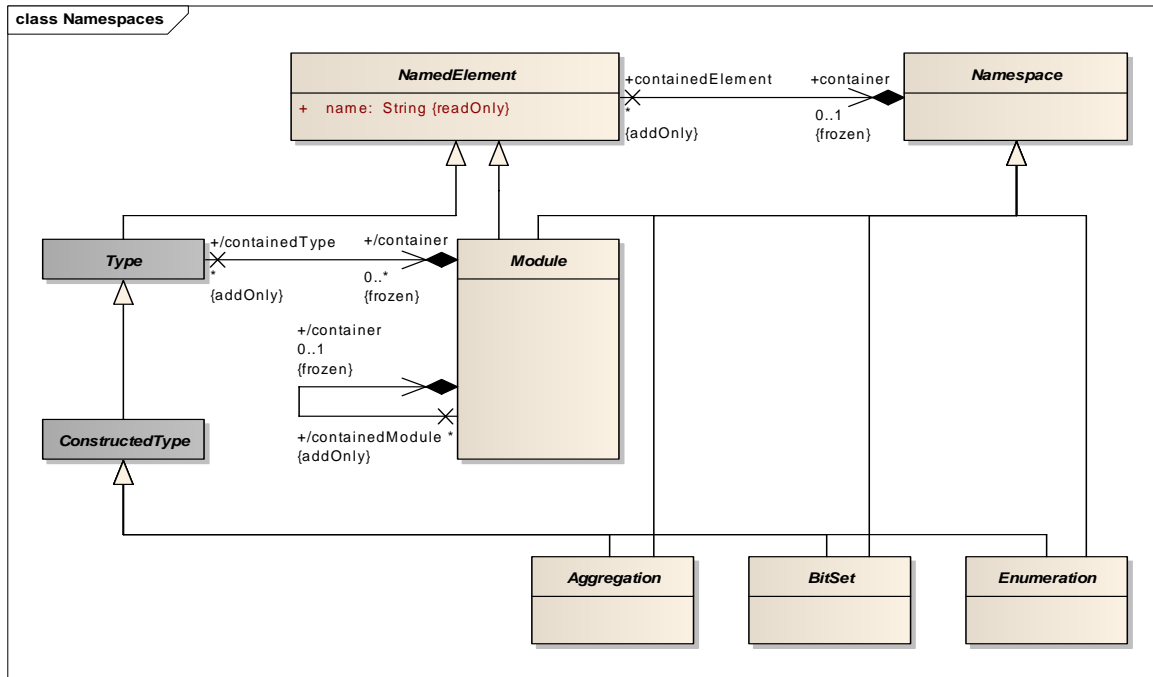 class Namespaces
NamedElement
+ name: String {readOnly}
+containedElement
*
{addOnly}
+container
0..1
{frozen}
Namespace
Type
+/containedType
*
{addOnly}
+/container
0..*
{frozen}
Module
+/container
0..1
{frozen}
+/containedModule *
{addOnly}
ConstructedType
Aggregation
BitSet
Enumeration